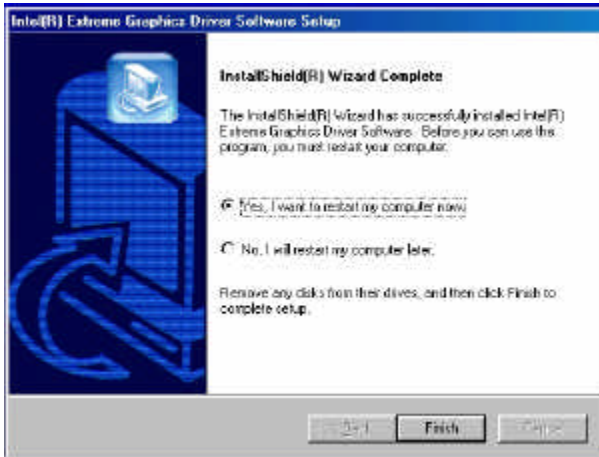 Intel(R) Extreme Graphics Driver Software Setup
InstallShield(R) Wizard Complete
The InstallShield(R) Wizard has successfully installed Intel(R)
Extreme Graphics Driver Software. Before you can use the
program, you must restart your computer.
Yes, I want to restart my computer now.
No, I will restart my computer later.
Remove any disks from their drives, and then click Finish to
complete setup.
Back Finish Cancel